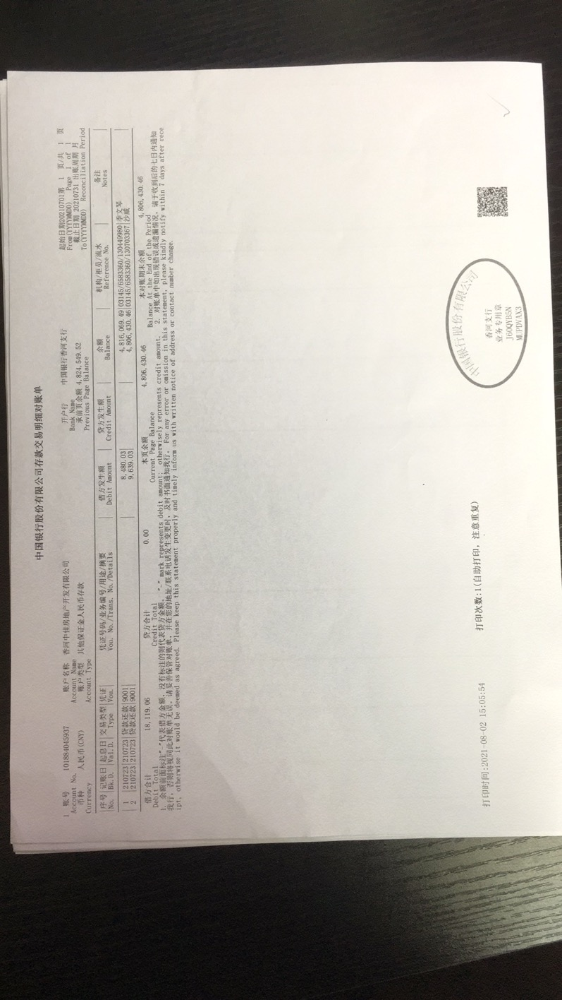 中国银行股份有限公司存款交易明细对账单
1 账号 101884045937 账户名称 香河中佳房地产开发有限公司 开户行 中国银行香河支行 起始日期20210701第 1 页/共 1 页
Account No. Account Name Bank Name From(YYYYMMDD) Page 1 of 1
币种 人民币(CNY) 账户类型 其他保证金人民币存款 承前页余额 4,824,549.52 截止日期 20210731 出账周期 月
Currency Account Type Previous Page Balance To(YYYYMMDD) Reconciliation Period
序号 记账日 起息日 交易类型 凭证 凭证号码/业务编号/用途/摘要 借方发生额 贷方发生额 余额 机构/柜员/流水 备注
No. Bk.D. Val.D. Type Vou. Vou. No./Trans. No./Details Debit Amount Credit Amount Balance Reference No. Notes
1 210723 210723 贷款还款 9001 8,480.03 4,816,069.49 03145/6583360/130449980 季文琴
2 210723 210723 贷款还款 9001 9,639.03 4,806,430.46 03145/6583360/130703367 沙威
借方合计 18,119.06 贷方合计 0.00 本页余额 4,806,430.46 本对账期末余额 4,806,430.46
Debit Total Credit Total Current Page Balance Balance At the End of the Period
1. 余额前面标注"-"代表借方金额, 没有标注的则代表贷方金额。 "-" mark represents debit amount; otherwisely represents credit amount. 2. 对账单中如出现错误或遗漏情况, 请于收到后的七日内通知
我行, 否则将视同此对账单无误。请妥善保管对账单, 并在您的地址/联系电话发生变更时, 及时书面通知我行。 For any error or omission in this statement, please kindly notify within 7 days after rece
ipt, otherwise it would be deemed as agreed. Please keep this statement properly and timely inform us with written notice of address or contact number change.
中国银行股份有限公司
香河支行
业务专用章
J60QYB5N
MUPDVAX3
打印时间:2021-08-02 15:05:54 打印次数:1(自助打印, 注意重复)